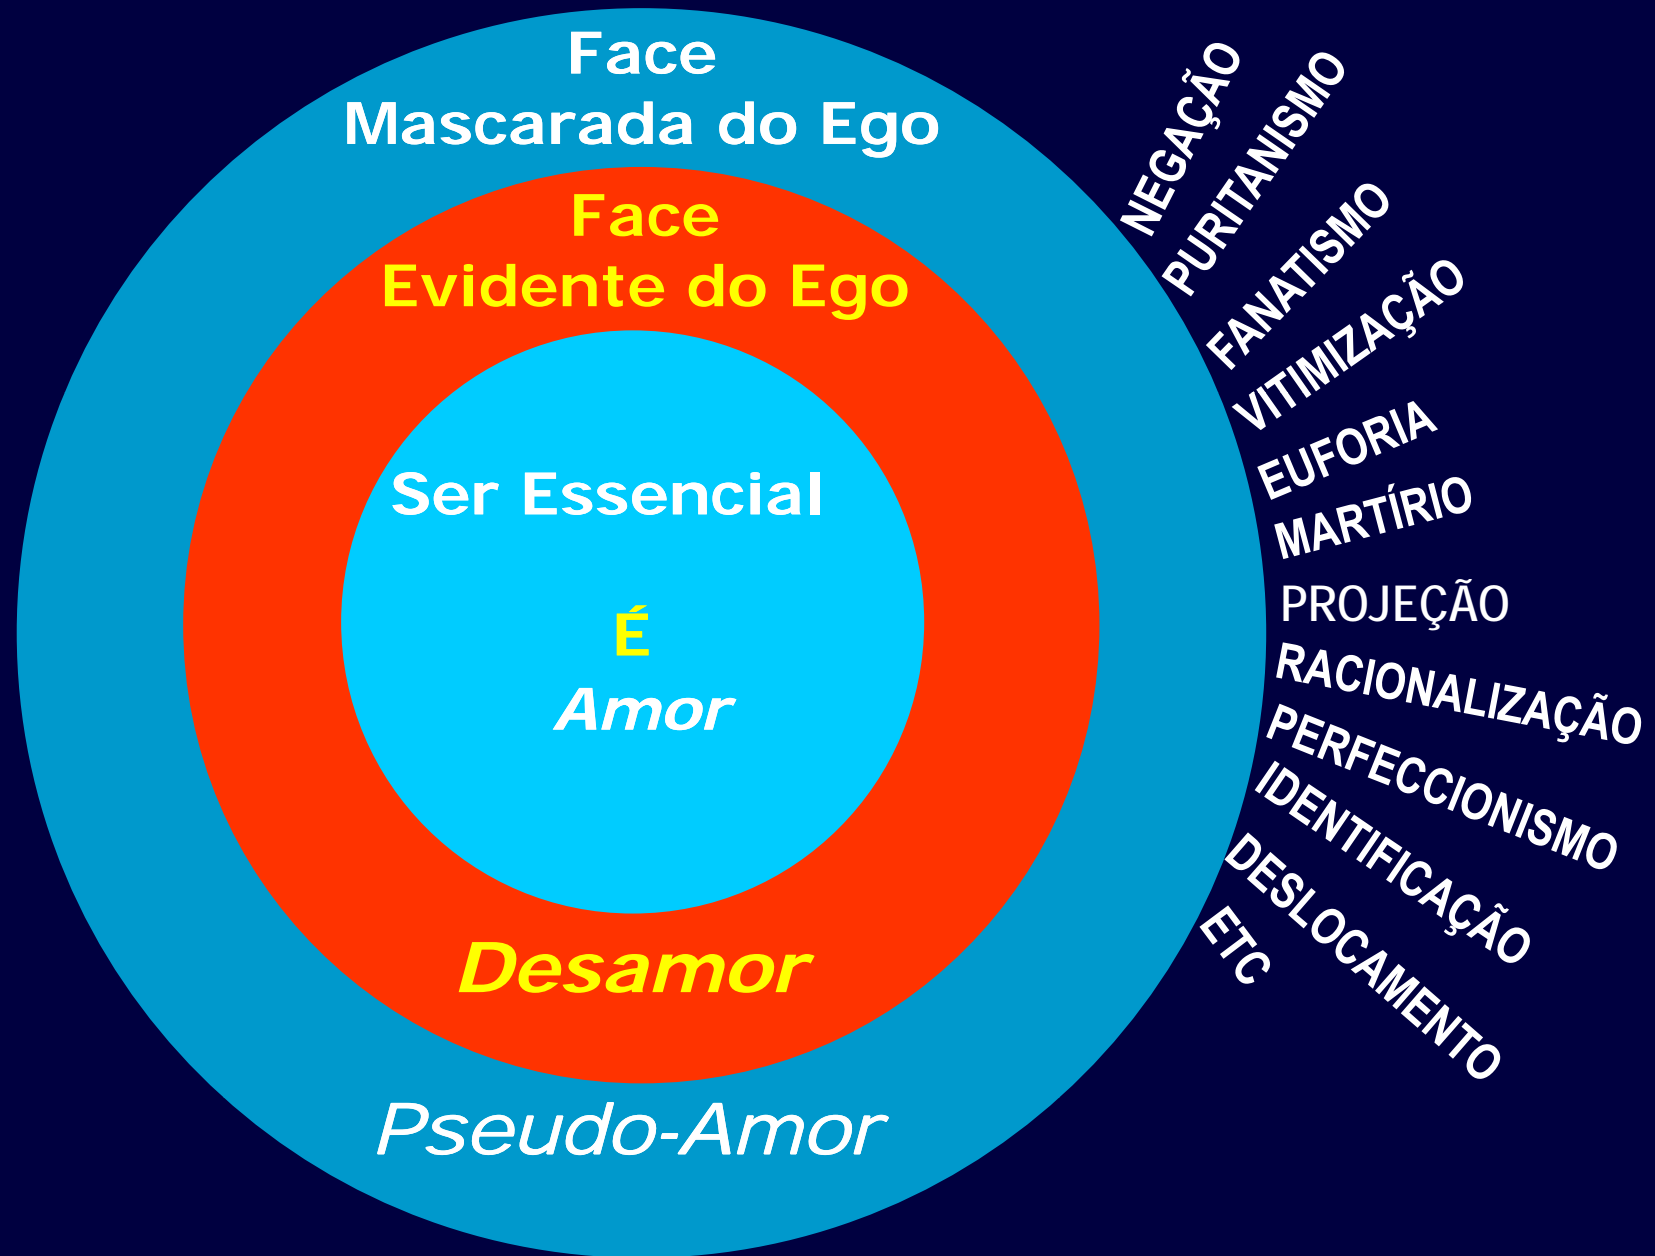 Face
Mascarada do Ego
Face
Evidente do Ego
Ser Essencial
É
Amor
Desamor
Pseudo-Amor
NEGAÇÃO
PURITANISMO
FANATISMO
VITIMIZAÇÃO
EUFORIA
MARTÍRIO
PROJEÇÃO
RACIONALIZAÇÃO
PERFECCIONISMO
IDENTIFICAÇÃO
DESLOCAMENTO
ETC